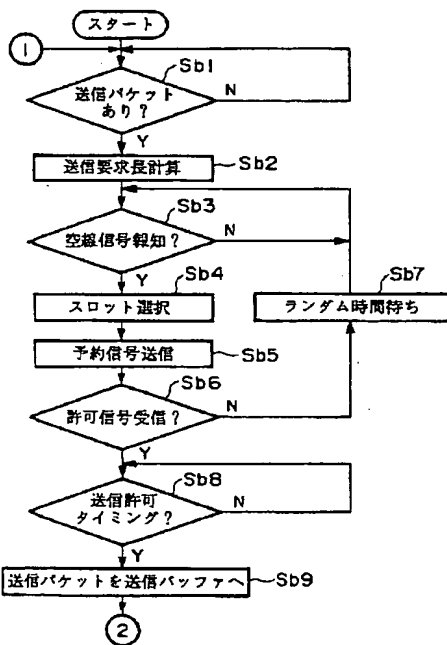 スタート
1
Sb1
送信パケット
あり?
N
Y
送信要求長計算
Sb2
Sb3
空線信号報知?
N
Y
Sb4
スロット選択
Sb7
ランダム時間待ち
予約信号送信
Sb5
Sb6
許可信号受信?
N
Y
Sb8
送信許可
タイミング?
N
Y
送信パケットを送信バッファへ
Sb9
2